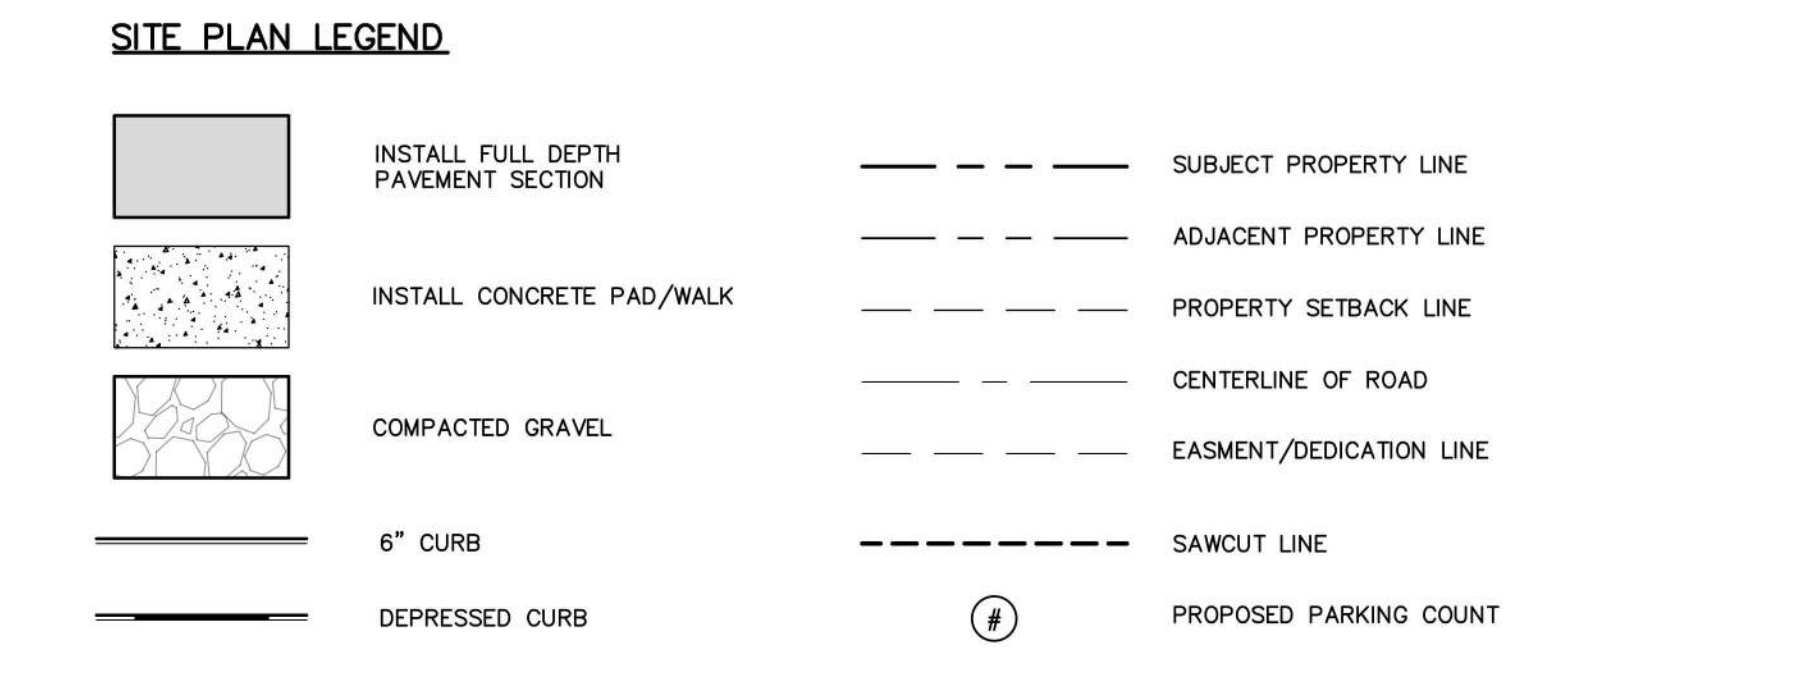 SITE PLAN LEGEND
INSTALL FULL DEPTH
PAVEMENT SECTION
INSTALL CONCRETE PAD/WALK
COMPACTED GRAVEL
6" CURB
DEPRESSED CURB
SUBJECT PROPERTY LINE
ADJACENT PROPERTY LINE
PROPERTY SETBACK LINE
CENTERLINE OF ROAD
EASMENT/DEDICATION LINE
SAWCUT LINE
#
PROPOSED PARKING COUNT